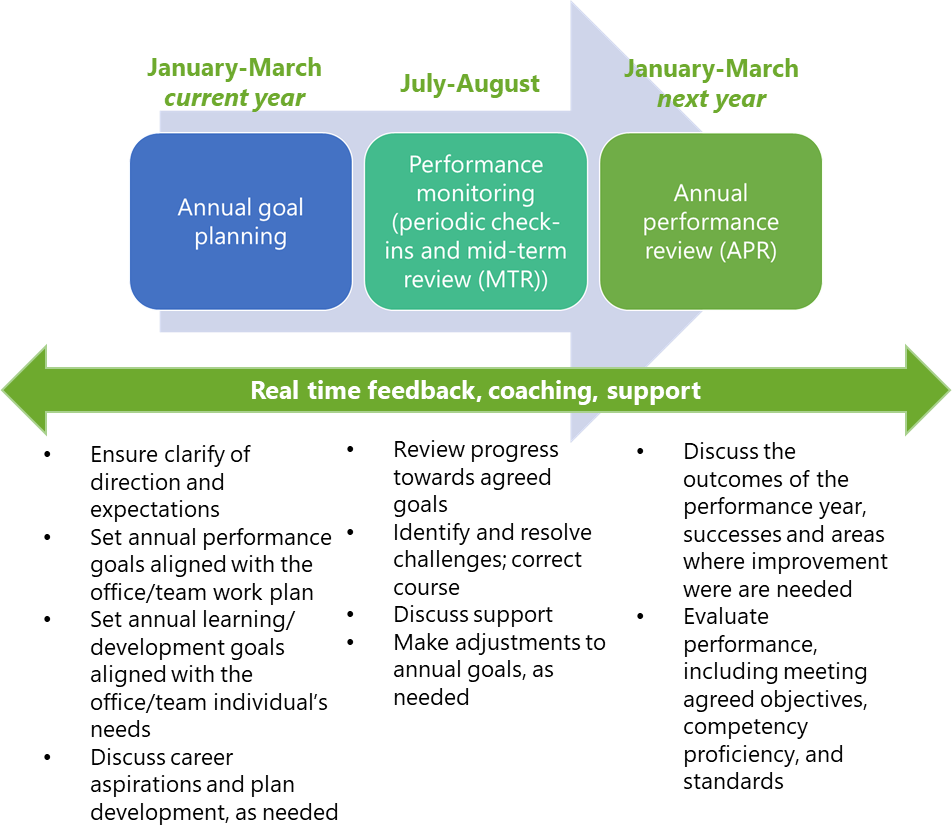 January-March
current year
July-August
January-March
next year
Annual goal
planning
Performance
monitoring
(periodic check-
ins and mid-term
review (MTR))
Annual
performance
review (APR)
Real time feedback, coaching, support
• Ensure clarify of
direction and
expectations
• Set annual performance
goals aligned with the
office/team work plan
• Set annual learning/
development goals
aligned with the
office/team individual’s
needs
• Discuss career
aspirations and plan
development, as needed
• Review progress
towards agreed
goals
• Identify and resolve
challenges; correct
course
• Discuss support
• Make adjustments to
annual goals, as
needed
• Discuss the
outcomes of the
performance year,
successes and areas
where improvement
were are needed
• Evaluate
performance,
including meeting
agreed objectives,
competency
proficiency, and
standards